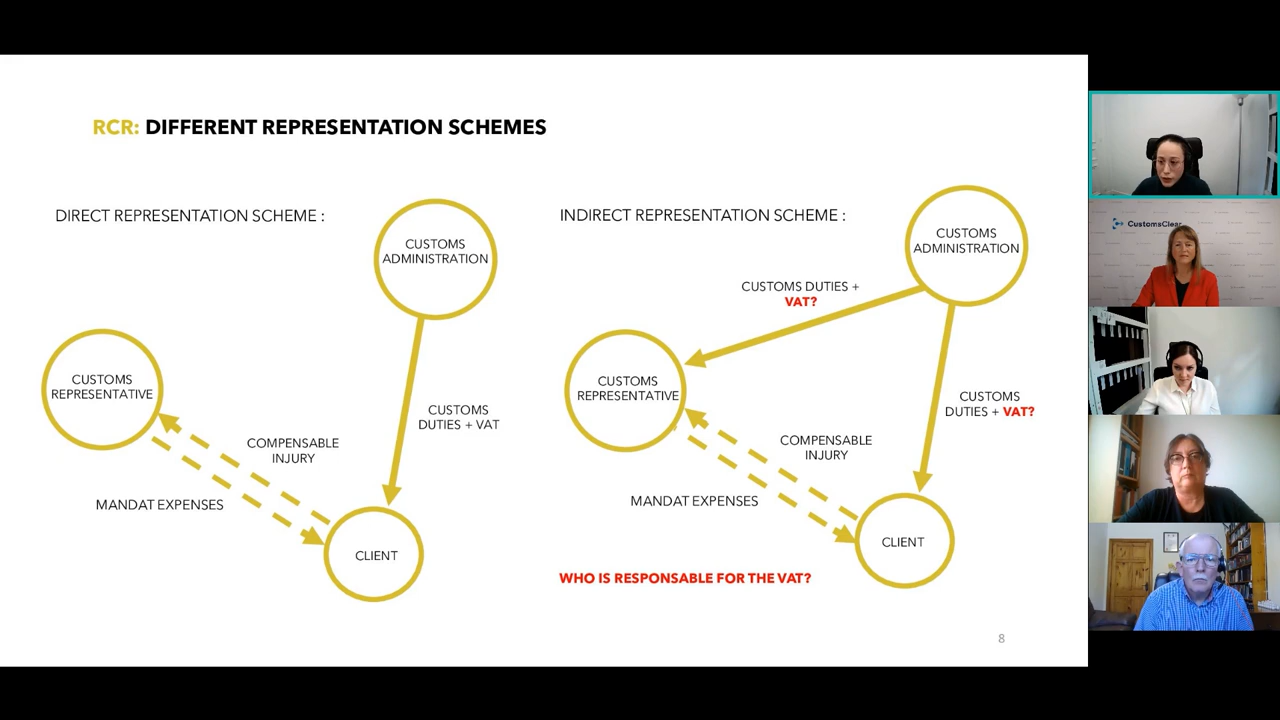 RCR: DIFFERENT REPRESENTATION SCHEMES
DIRECT REPRESENTATION SCHEME :
CUSTOMS
ADMINISTRATION
CUSTOMS
REPRESENTATIVE
CUSTOMS
DUTIES + VAT
COMPENSABLE
INJURY
MANDAT EXPENSES
CLIENT
INDIRECT REPRESENTATION SCHEME :
CUSTOMS
ADMINISTRATION
CUSTOMS DUTIES +
VAT?
CUSTOMS
REPRESENTATIVE
CUSTOMS
DUTIES + VAT?
COMPENSABLE
INJURY
MANDAT EXPENSES
CLIENT
WHO IS RESPONSABLE FOR THE VAT?
8